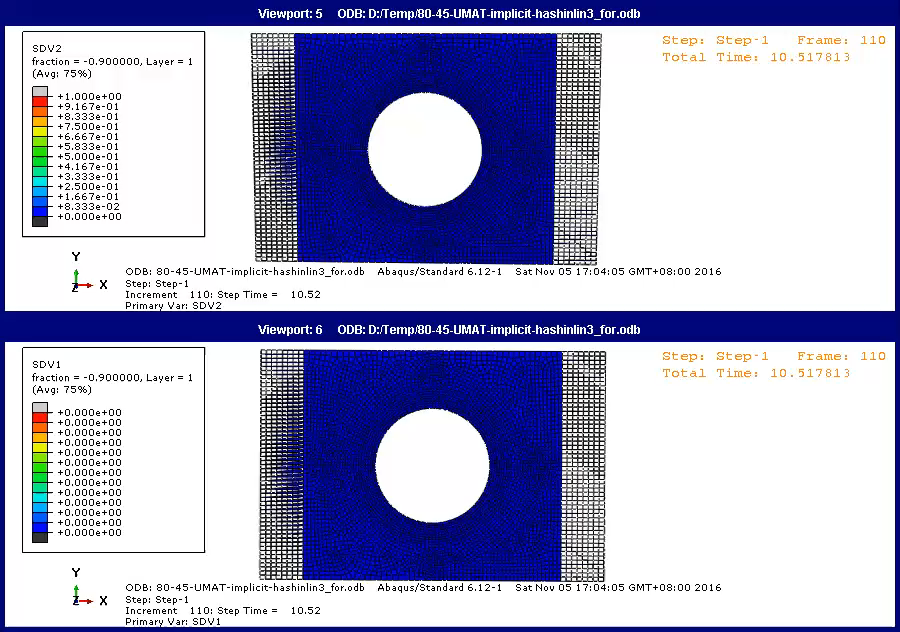 Viewport: 5 ODB: D:/Temp/80-45-UMAT-implicit-hashinlin3_for.odb
SDV2
fraction = -0.900000, Layer = 1
(Avg: 75%)
+1.000e+00
+9.167e-01
+8.333e-01
+7.500e-01
+6.667e-01
+5.833e-01
+5.000e-01
+4.167e-01
+3.333e-01
+2.500e-01
+1.667e-01
+8.333e-02
+0.000e+00
Step: Step-1 Frame: 110
Total Time: 10.517813
Y
Z X
ODB: 80-45-UMAT-implicit-hashinlin3_for.odb Abaqus/Standard 6.12-1 Sat Nov 05 17:04:05 GMT+08:00 2016
Step: Step-1
Increment 110: Step Time = 10.52
Primary Var: SDV2
Viewport: 6 ODB: D:/Temp/80-45-UMAT-implicit-hashinlin3_for.odb
SDV1
fraction = -0.900000, Layer = 1
(Avg: 75%)
+0.000e+00
+0.000e+00
+0.000e+00
+0.000e+00
+0.000e+00
+0.000e+00
+0.000e+00
+0.000e+00
+0.000e+00
+0.000e+00
+0.000e+00
+0.000e+00
+0.000e+00
Step: Step-1 Frame: 110
Total Time: 10.517813
Y
Z X
ODB: 80-45-UMAT-implicit-hashinlin3_for.odb Abaqus/Standard 6.12-1 Sat Nov 05 17:04:05 GMT+08:00 2016
Step: Step-1
Increment 110: Step Time = 10.52
Primary Var: SDV1